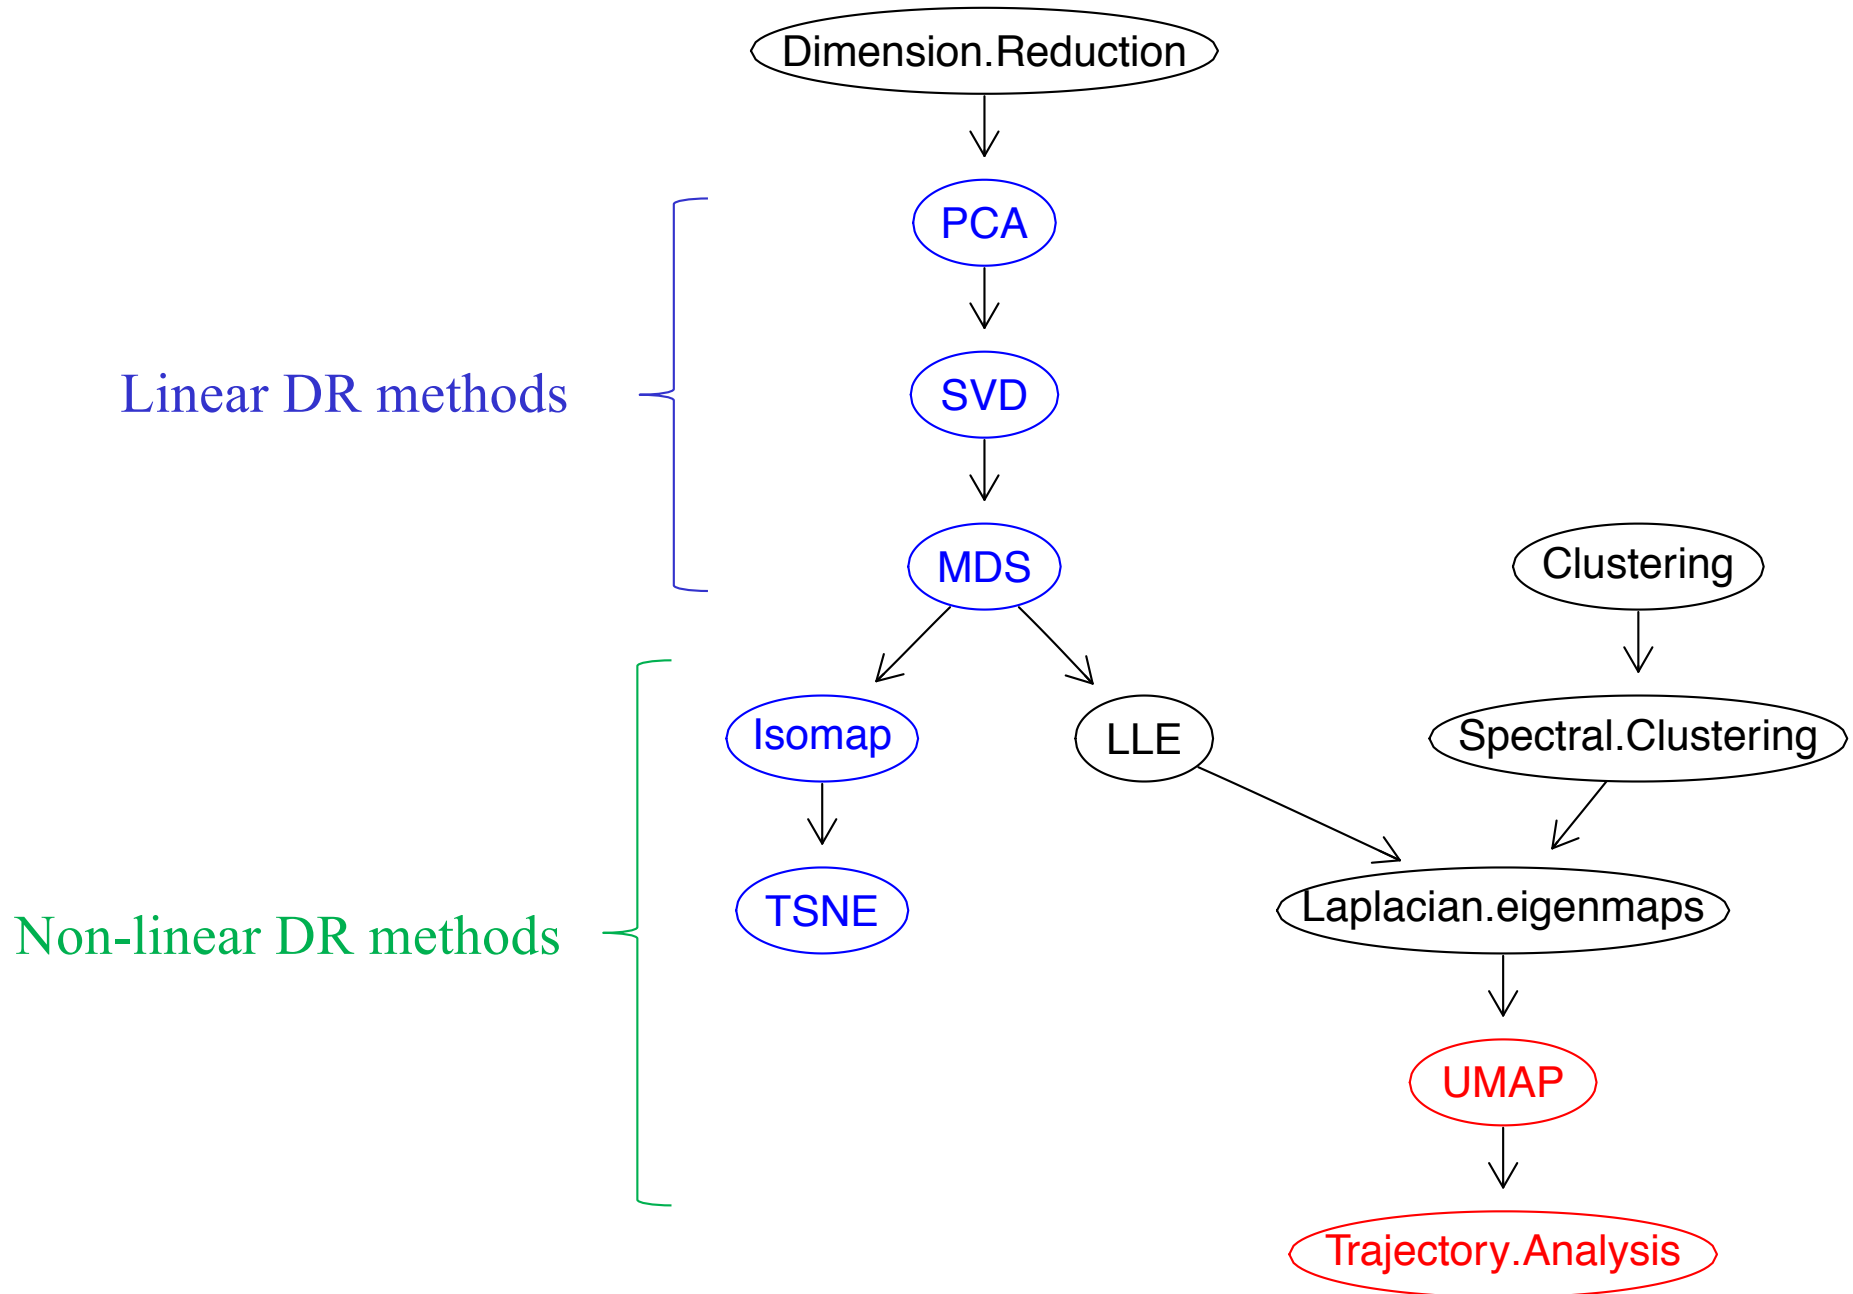 Dimension.Reduction
PCA
Linear DR methods
SVD
MDS
Clustering
Isomap
LLE
Spectral.Clustering
Non-linear DR methods
TSNE
Laplacian.eigenmaps
UMAP
Trajectory.Analysis